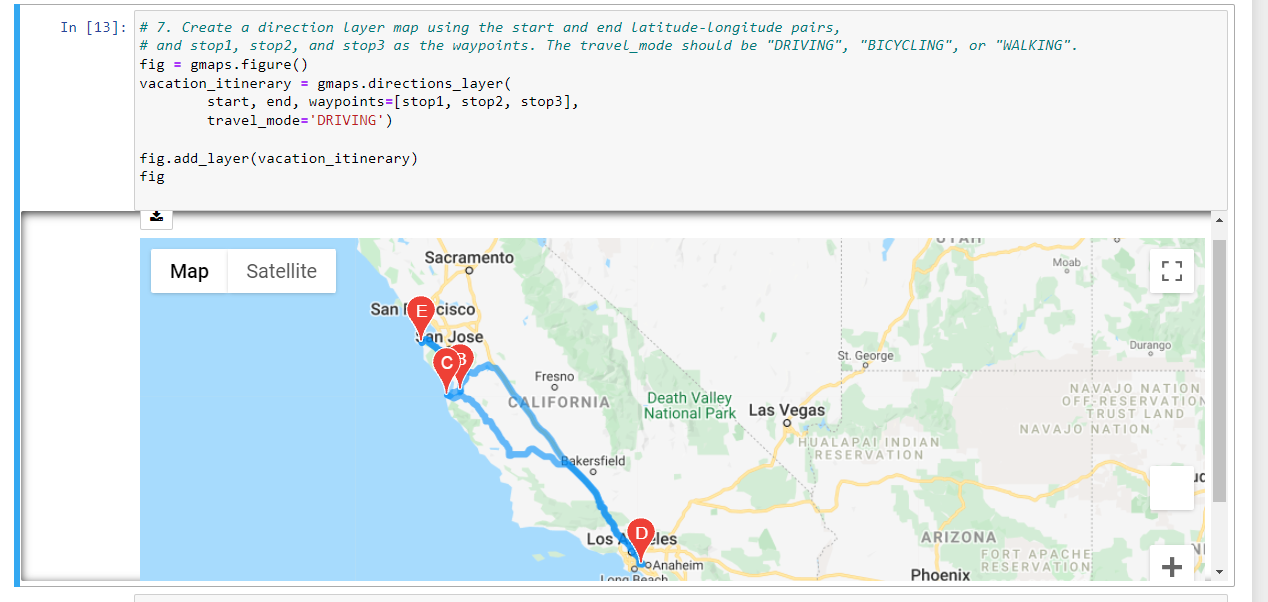 In [13]:
# 7. Create a direction layer map using the start and end latitude-longitude pairs,
# and stop1, stop2, and stop3 as the waypoints. The travel_mode should be "DRIVING", "BICYCLING", or "WALKING".
fig = gmaps.figure()
vacation_itinerary = gmaps.directions_layer(
        start, end, waypoints=[stop1, stop2, stop3],
        travel_mode='DRIVING')
fig.add_layer(vacation_itinerary)
fig
Map
Satellite
UTAH
Sacramento
Moab
San F cisco
E
San Jose
Durango
C
B
St. George
Fresno
NAVAJO NATION
OFF-RESERVATION
TRUST LAND
CALIFORNIA
Death Valley
National Park
Las Vegas
NAVAJO NATION
HUALAPAI INDIAN
RESERVATION
Bakersfield
D
Los A eles
ARIZONA
Anaheim
FORT APACHE
RESERVATION
Long Beach
Phoenix
+